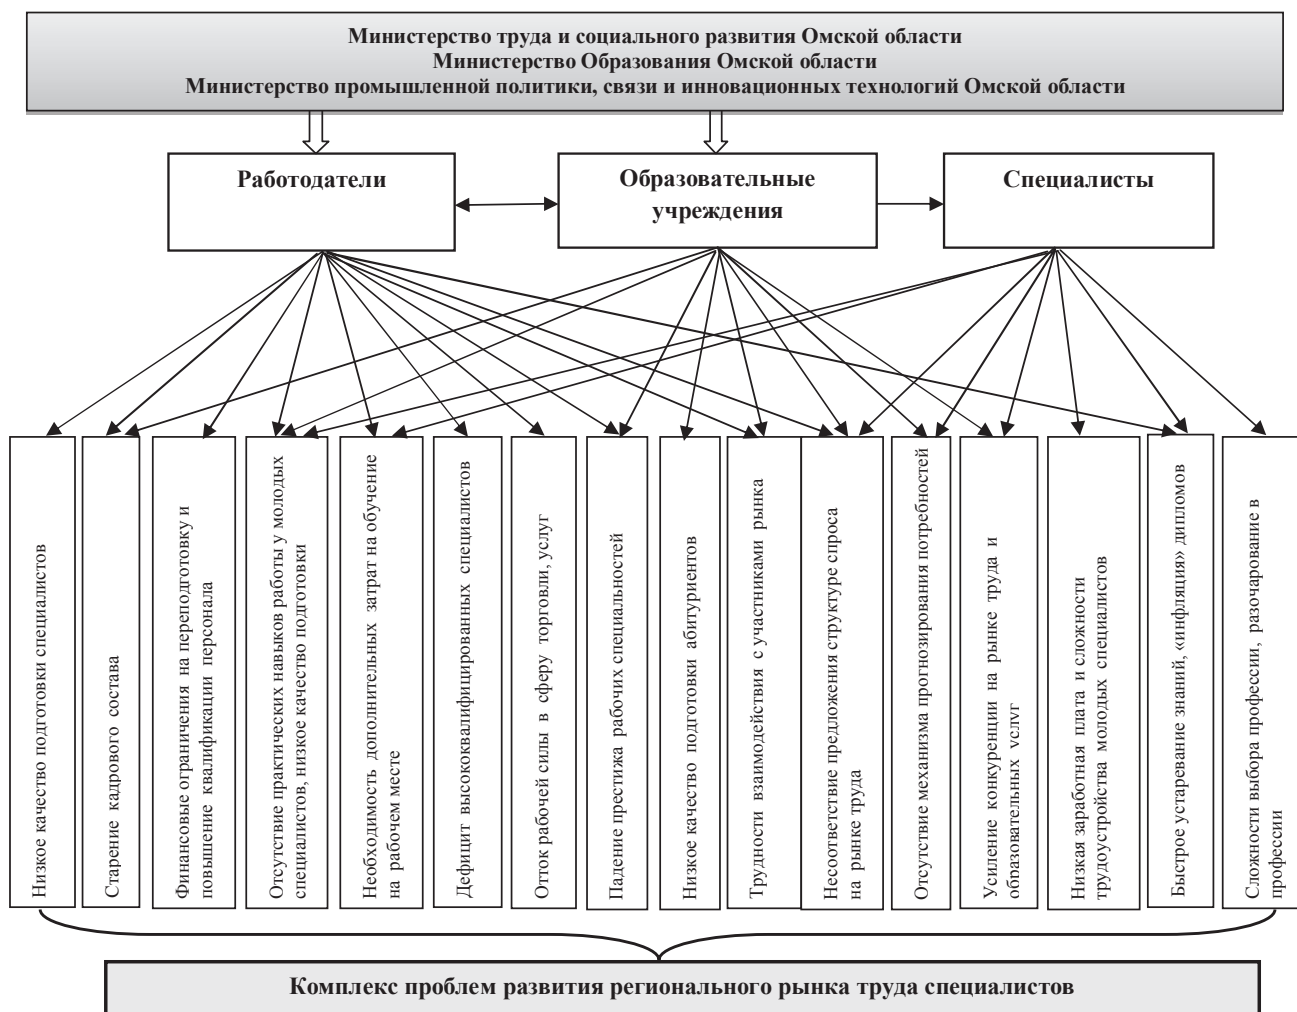 Министерство труда и социального развития Омской области
Министерство Образования Омской области
Министерство промышленной политики, связи и инновационных технологий Омской области
Работодатели
Образовательные
учреждения
Специалисты
Низкое качество подготовки специалистов
Старение кадрового состава
Финансовые ограничения на переподготовку и
повышение квалификации персонала
Отсутствие практических навыков работы у молодых
специалистов, низкое качество подготовки
Необходимость дополнительных затрат на обучение
на рабочем месте
Дефицит высококвалифицированных специалистов
Отток рабочей силы в сферу торговли, услуг
Падение престижа рабочих специальностей
Низкое качество подготовки абитуриентов
Трудности взаимодействия с участниками рынка
Несоответствие предложения структуре спроса
на рынке труда
Отсутствие механизма прогнозирования потребностей
Усиление конкуренции на рынке труда и
образовательных услуг
Низкая заработная плата и сложности
трудоустройства молодых специалистов
Быстрое устаревание знаний, «инфляция» дипломов
Сложности выбора профессии, разочарование в
профессии
Комплекс проблем развития регионального рынка труда специалистов